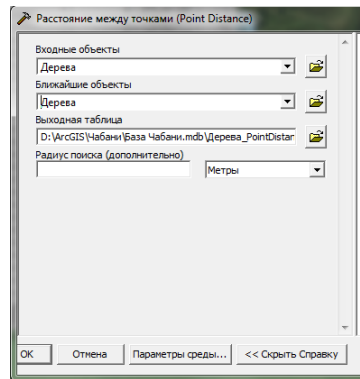 Расстояние между точками (Point Distance)
Входные объекты
Дерева
Ближайшие объекты
Дерева
Выходная таблица
D:\ArcGIS\Чабани\База Чабани.mdb\Дерева_PointDistar
Радиус поиска (дополнительно)
Метры
OK Отмена Параметры среды... << Скрыть Справку